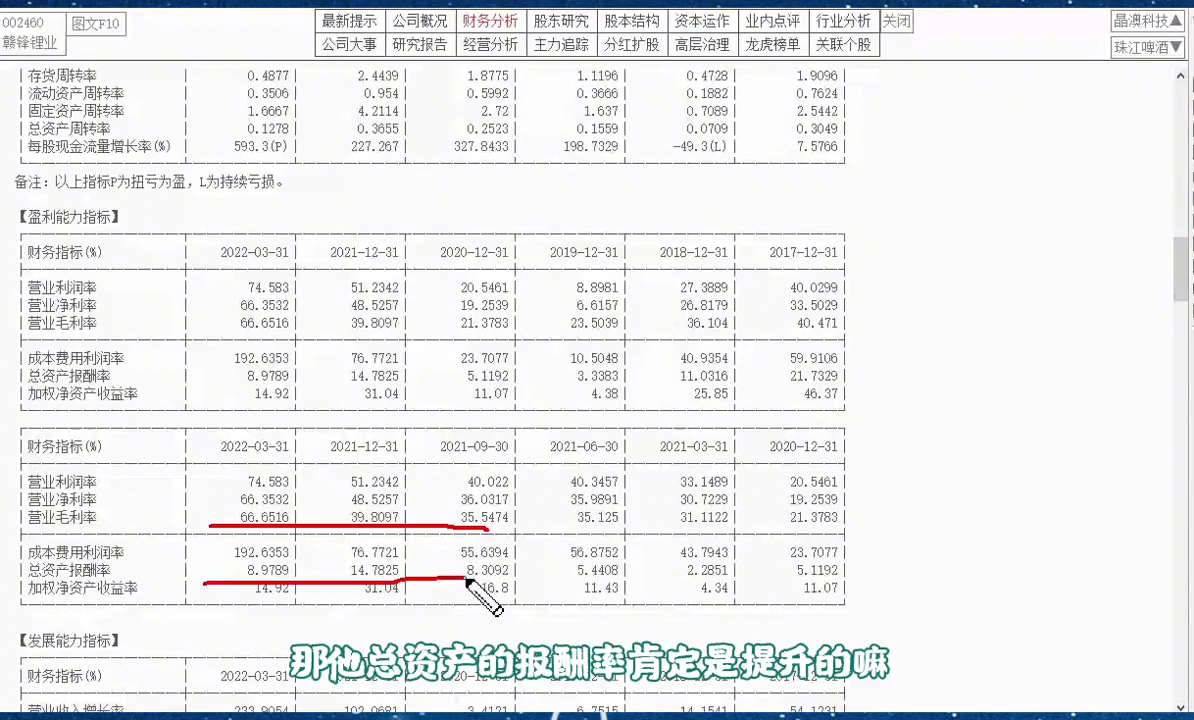 002460 图文F10 最新提示 公司概况 财务分析 股东研究 股本结构 资本运作 业内点评 行业分析 关闭 晶澳科技▲
赣锋锂业 公司大事 研究报告 经营分析 主力追踪 分红扩股 高层治理 龙虎榜单 关联个股 珠江啤酒▼
存货周转率 0.4877 2.4439 1.8775 1.1196 0.4728 1.9096
流动资产周转率 0.3506 0.954 0.5992 0.3666 0.1882 0.7624
固定资产周转率 1.6667 4.2114 2.72 1.637 0.7089 2.5442
总资产周转率 0.1278 0.3655 0.2523 0.1559 0.0709 0.3049
每股现金流量增长率(%) 593.3(P) 227.267 327.8433 198.7329 -49.3(L) 7.5766
备注：以上指标P为扭亏为盈，L为持续亏损。
【盈利能力指标】
财务指标(%) 2022-03-31 2021-12-31 2020-12-31 2019-12-31 2018-12-31 2017-12-31
营业利润率 74.583 51.2342 20.5461 8.8981 27.3889 40.0299
营业净利率 66.3532 48.5257 19.2539 6.6157 26.8179 33.5029
营业毛利率 66.6516 39.8097 21.3783 23.5039 36.104 40.471
成本费用利润率 192.6353 76.7721 23.7077 10.5048 40.9354 59.9106
总资产报酬率 8.9789 14.7825 5.1192 3.3383 11.0316 21.7329
加权净资产收益率 14.92 31.04 11.07 4.38 25.85 46.37
财务指标(%) 2022-03-31 2021-12-31 2021-09-30 2021-06-30 2021-03-31 2020-12-31
营业利润率 74.583 51.2342 40.022 40.3457 33.1489 20.5461
营业净利率 66.3532 48.5257 36.0317 35.9891 30.7229 19.2539
营业毛利率 66.6516 39.8097 35.5474 35.125 31.1122 21.3783
成本费用利润率 192.6353 76.7721 55.6394 56.8752 43.7943 23.7077
总资产报酬率 8.9789 14.7825 8.3092 5.4408 2.2851 5.1192
加权净资产收益率 14.92 31.04 16.8 11.43 4.34 11.07
【发展能力指标】
那他总资产的报酬率肯定是提升的嘛
财务指标(%) 2022-03-31